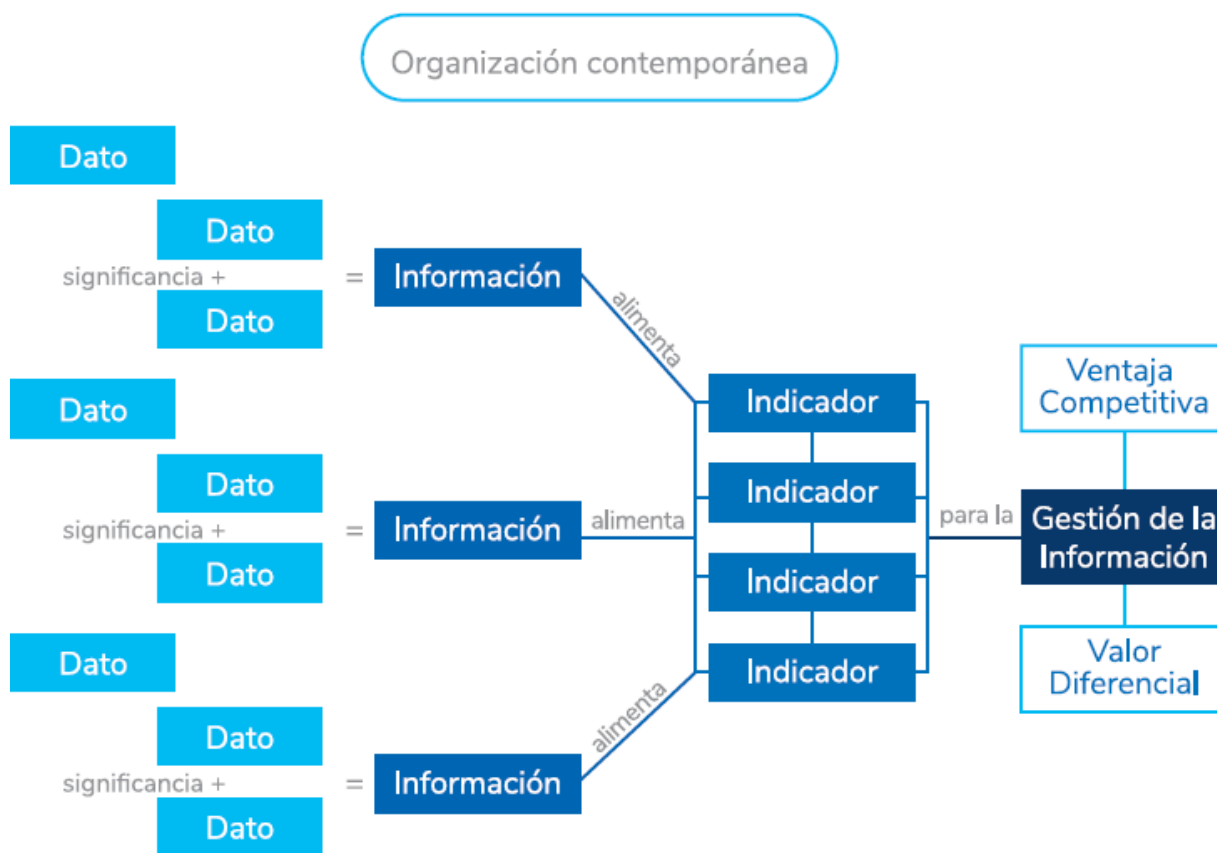 Organización contemporánea
Dato
Dato
significancia +
=
Información
Dato
alimenta
Dato
Dato
significancia +
=
Información
Dato
alimenta
Dato
Dato
significancia +
=
Información
Dato
alimenta
Indicador
Indicador
Indicador
Indicador
para la
Ventaja
Competitiva
Gestión de la
Información
Valor
Diferencial